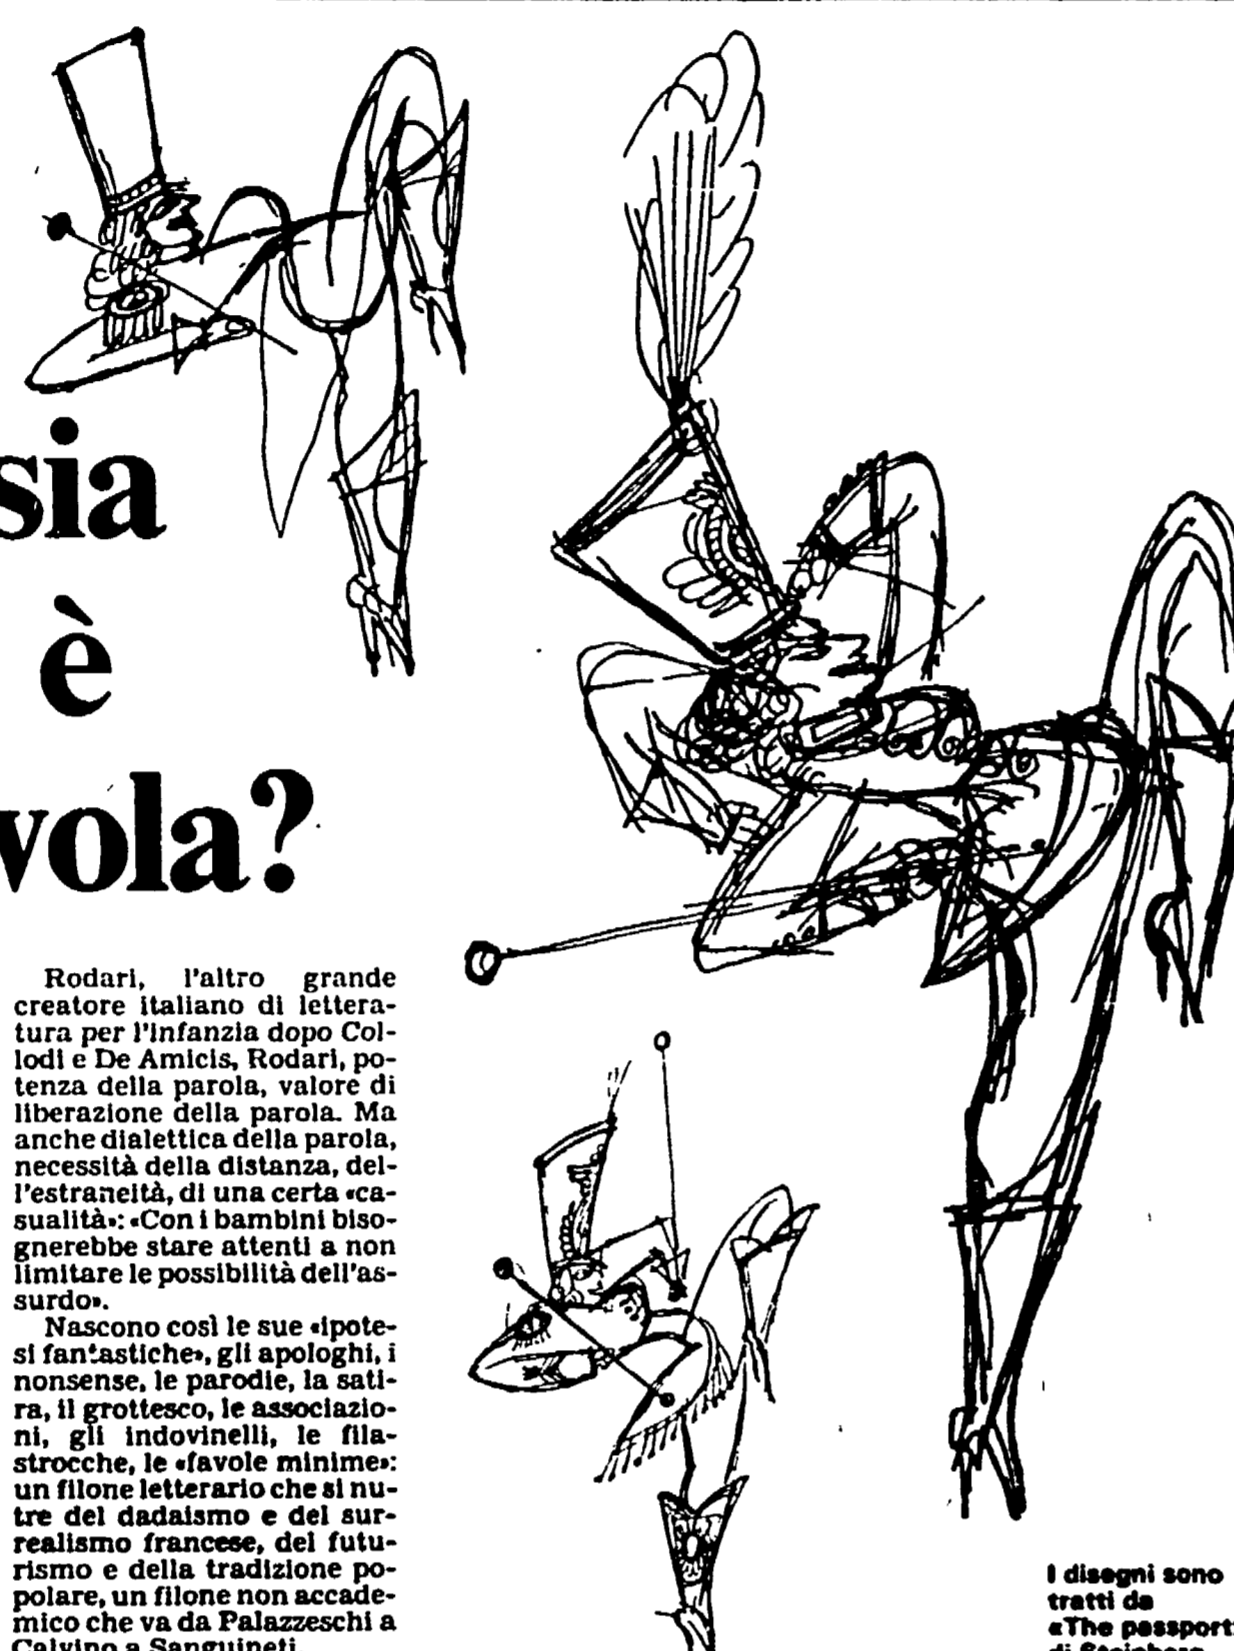 sia
è
vola?
Rodari, l'altro grande
creatore italiano di lettera-
tura per l'infanzia dopo Col-
lodi e De Amicis, Rodari, po-
tenza della parola, valore di
liberazione della parola. Ma
anche dialettica della parola,
necessità della distanza, del-
l'estraneità, di una certa «ca-
sualità»: «Con i bambini biso-
gnerebbe stare attenti a non
limitare le possibilità dell'as-
surdo».
Nascono così le sue «ipote-
si fantastiche», gli apologhi, i
nonsense, le parodie, la sati-
ra, il grottesco, le associazio-
ni, gli indovinelli, le fila-
strocche, le «favole minime»:
un filone letterario che si nu-
tre del dadaismo e del sur-
realismo francese, del futu-
rismo e della tradizione po-
polare, un filone non accade-
mico che va da Palazzeschi a
Calvino a Sanguineti
I disegni sono
tratti da
«The passport»
di Steinberg